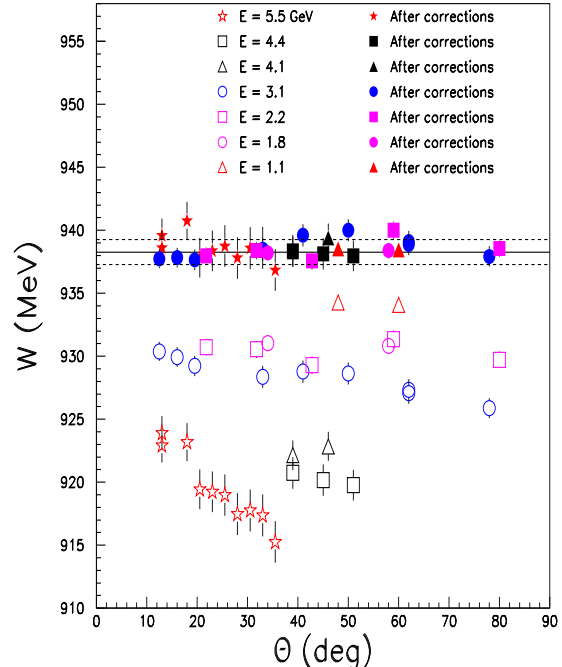 955
950
945
940
935
930
925
920
915
910
W (MeV)
E = 5.5 GeV After corrections
E = 4.4 After corrections
E = 4.1 After corrections
E = 3.1 After corrections
E = 2.2 After corrections
E = 1.8 After corrections
E = 1.1 After corrections
0 10 20 30 40 50 60 70 80 90
Θ (deg)